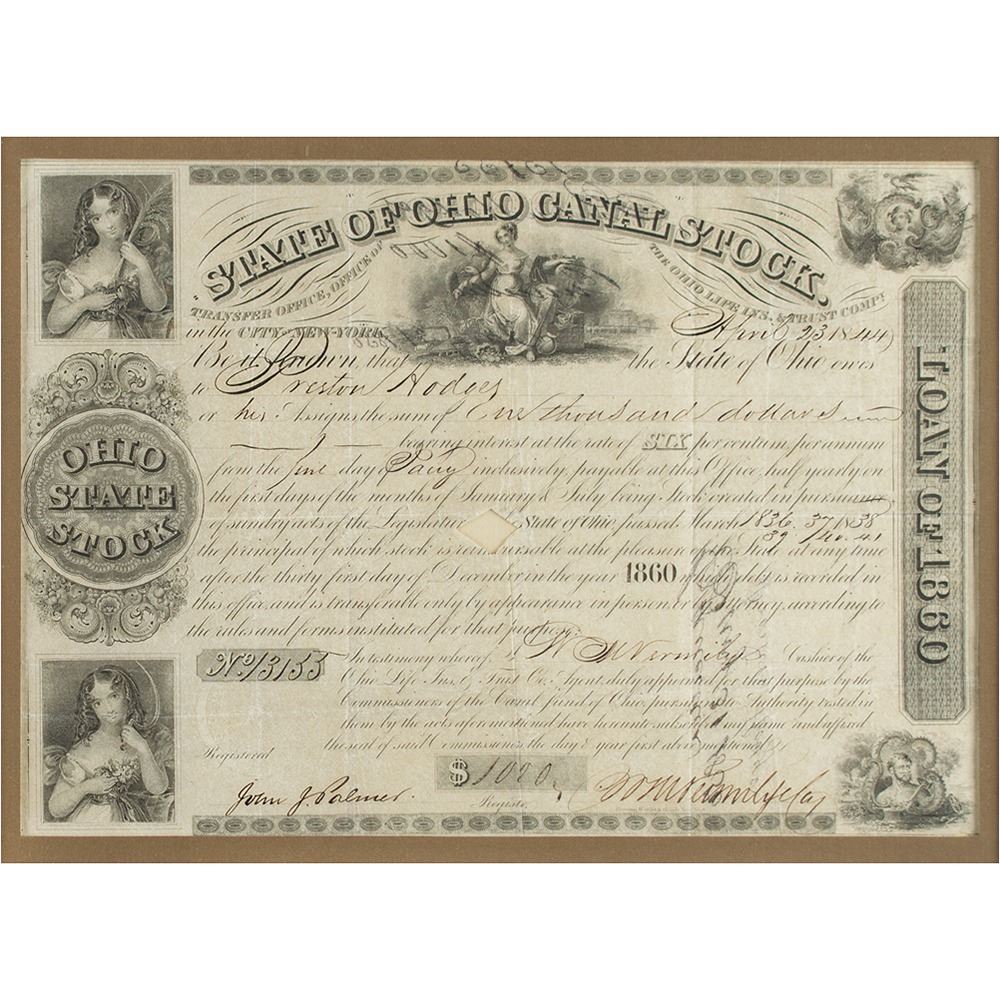 STATE OF OHIO CANAL STOCK.
TRANSFER OFFICE, OFFICE OF THE OHIO LIFE INS. & TRUST COMPY
in the CITY of NEW-YORK April 23 1844
Be it known, that the State of Ohio owes
to Preston Hodges
or his Assigns the sum of One thousand dollars
bearing interest at the rate of SIX per centum, per annum
from the day inclusively, payable at this Office, half yearly on
the first days of the months of January & July being Stock created in pursuance
sundry acts of the Legislature State of Ohio, passed March 1836. 37 1838
39 /40. 41
the principal of which stock is reimbursable at the pleasure of the State at any time
after the thirty first day of December in the year 1860 which debt is recorded in
this office, and is transferable only by appearance in person or by attorney, according to
the rules and forms instituted for that purpose.
No 13155
In testimony whereof, I Cashier of the
Ohio Life Ins. & Trust Co. Agent duly appointed for that purpose by the
Commissioners of the Canal fund of Ohio, pursuant to Authority vested in
them by the acts aforementioned have hereunto subscribed my name and affixed
the seal of said Commissioners the day & year first above mentioned
Registered
$ 1000
John J Palmer.
Register
OHIO
STATE
STOCK
LOAN OF 1860